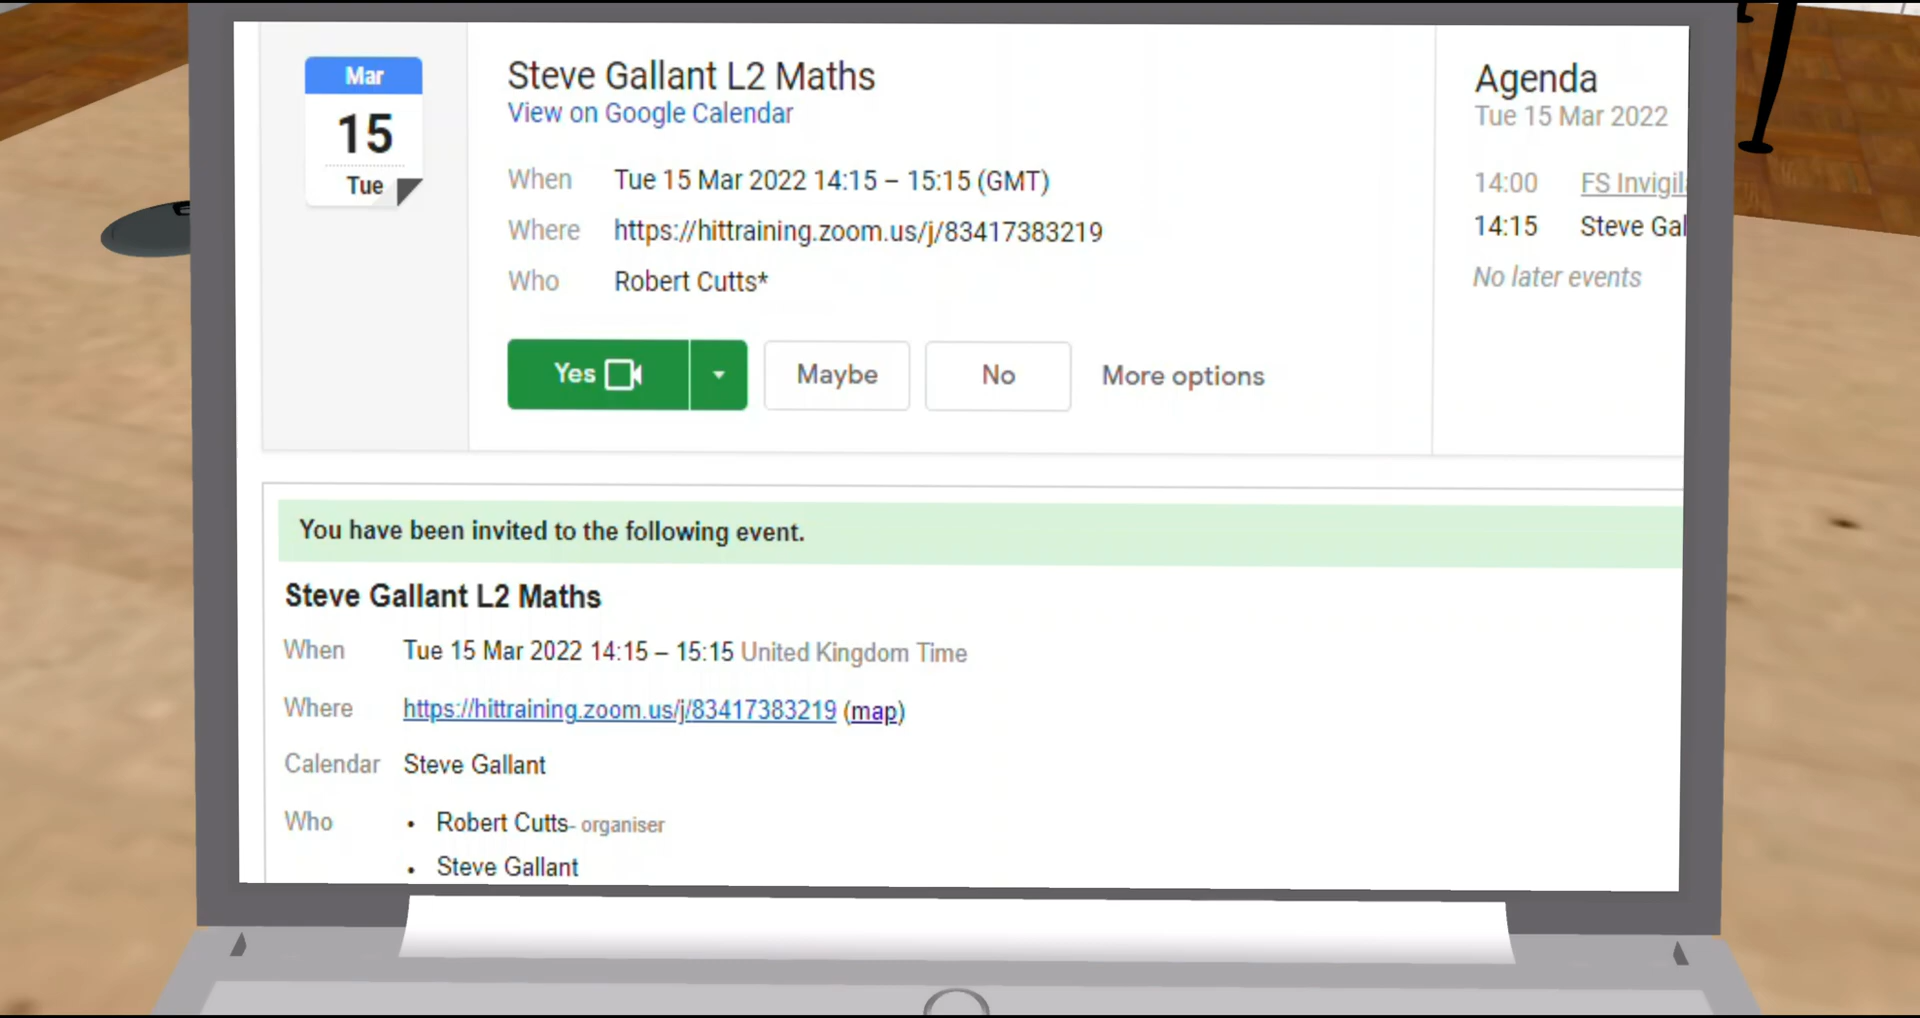 Mar
15
Tue
Steve Gallant L2 Maths
View on Google Calendar
When Tue 15 Mar 2022 14:15 – 15:15 (GMT)
Where https://hittraining.zoom.us/j/83417383219
Who Robert Cutts*
Yes Maybe No More options
Agenda
Tue 15 Mar 2022
14:00 FS Invigil
14:15 Steve Gal
No later events
You have been invited to the following event.
Steve Gallant L2 Maths
When Tue 15 Mar 2022 14:15 – 15:15 United Kingdom Time
Where https://hittraining.zoom.us/j/83417383219 (map)
Calendar Steve Gallant
Who • Robert Cutts- organiser
• Steve Gallant